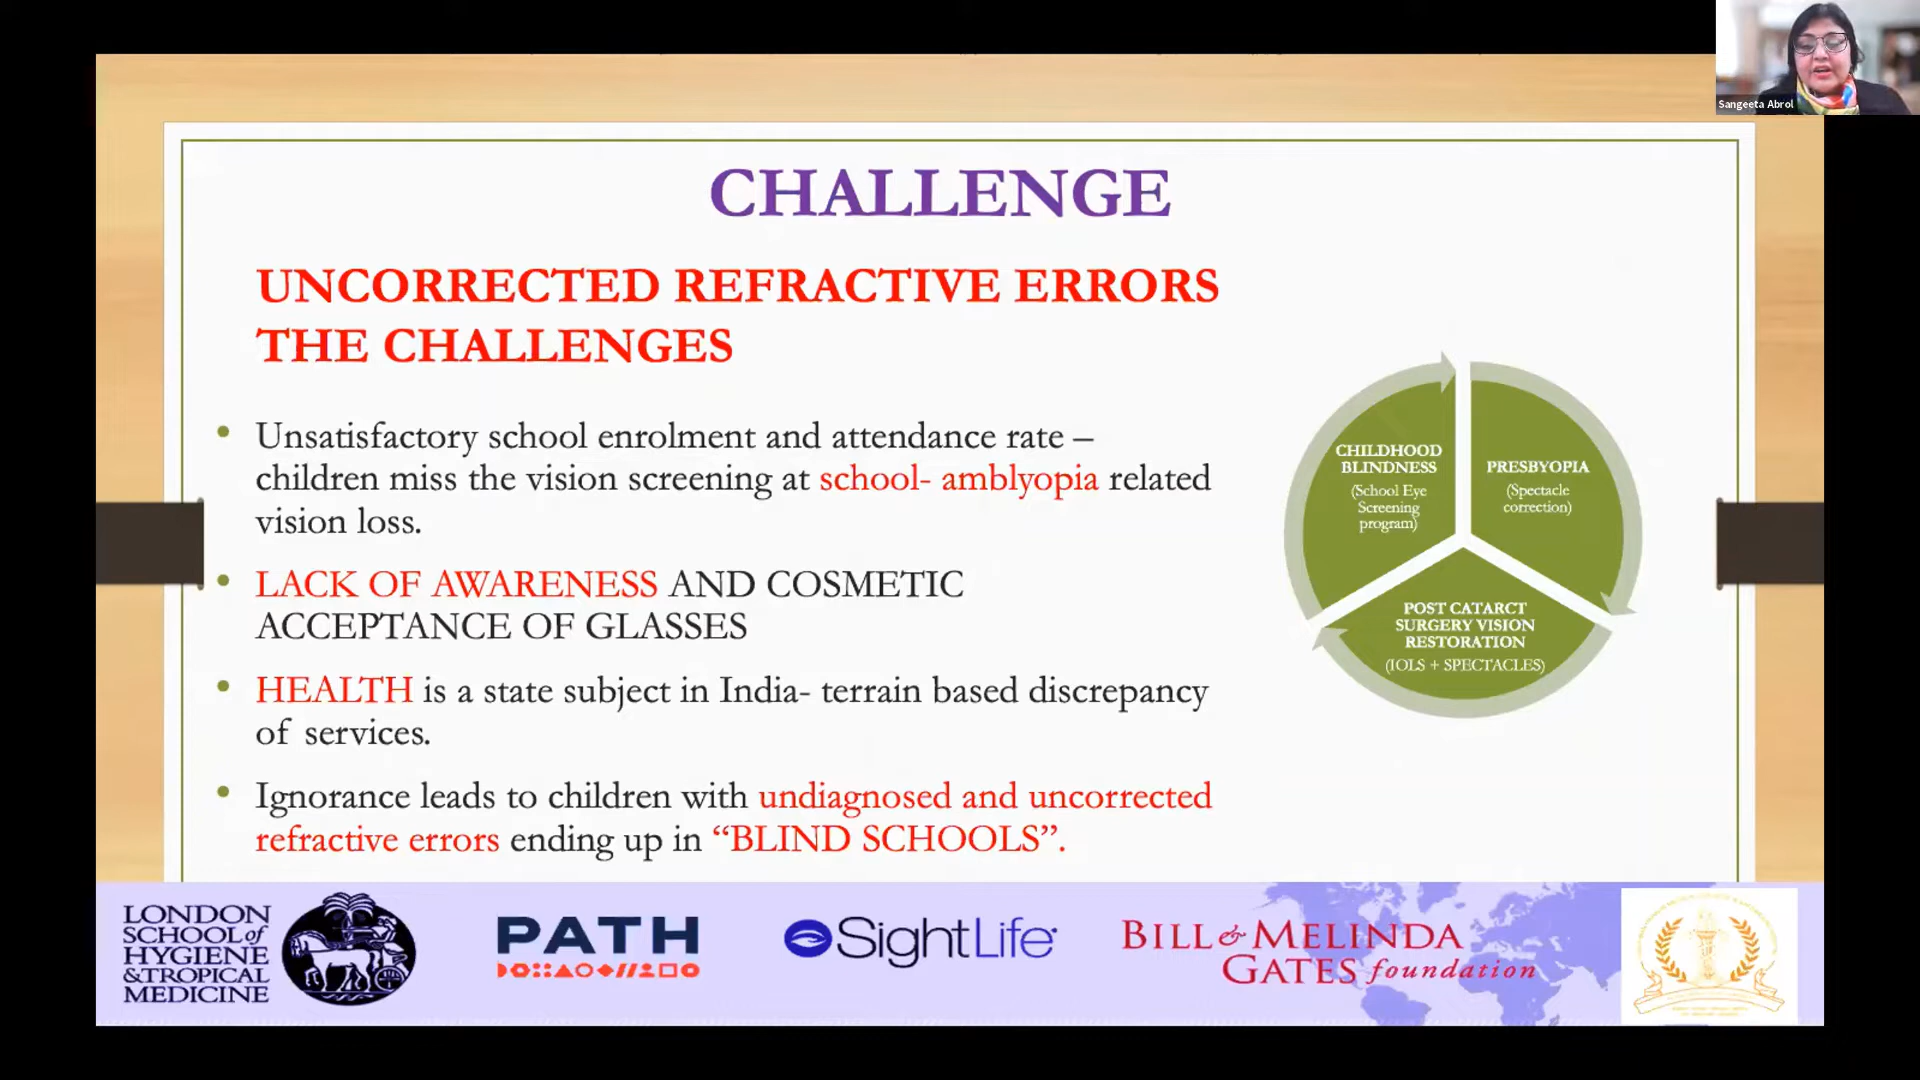 Sangeeta Abrol
CHALLENGE
UNCORRECTED REFRACTIVE ERRORS
THE CHALLENGES
• Unsatisfactory school enrolment and attendance rate –
children miss the vision screening at school- amblyopia related
vision loss.
• LACK OF AWARENESS AND COSMETIC
ACCEPTANCE OF GLASSES
• HEALTH is a state subject in India- terrain based discrepancy
of services.
• Ignorance leads to children with undiagnosed and uncorrected
refractive errors ending up in “BLIND SCHOOLS”.
CHILDHOOD
BLINDNESS
(School Eye
Screening
program)
PRESBYOPIA
(Spectacle
correction)
POST CATARCT
SURGERY VISION
RESTORATION
(IOLS + SPECTACLES)
LONDON
SCHOOL of
HYGIENE
&TROPICAL
MEDICINE
PATH
SightLife
BILL & MELINDA
GATES foundation